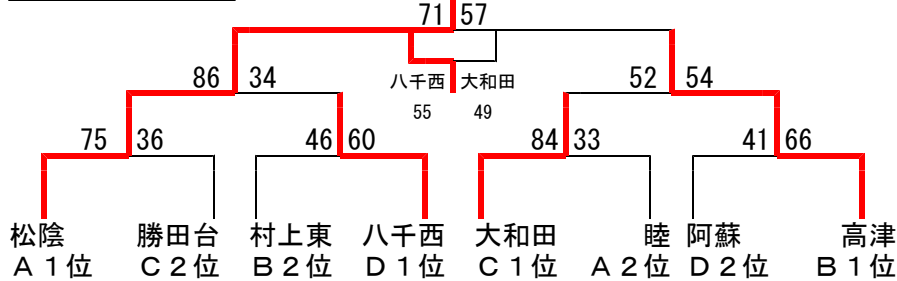 71 57
86 34 八千西 大和田 52 54
55 49
75 36 46 60 84 33 41 66
松陰 勝田台 村上東 八千西 大和田 睦 阿蘇 高津
A1位 C2位 B2位 D1位 C1位 A2位 D2位 B1位